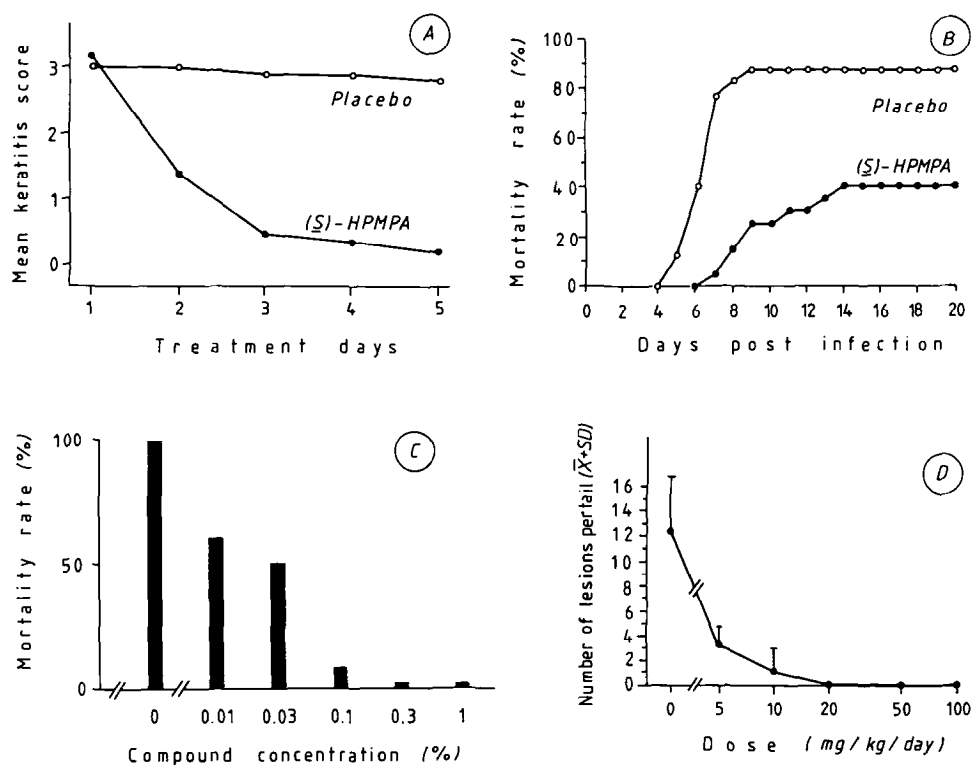 A
Mean keratitis score
3
2
1
0
Placebo
(S)-HPMPA
1 2 3 4 5
Treatment days
B
Mortality rate (%)
100
80
60
40
20
0
Placebo
(S)-HPMPA
0 2 4 6 8 10 12 14 16 18 20
Days post infection
C
Mortality rate (%)
100
50
0
0 0.01 0.03 0.1 0.3 1
Compound concentration (%)
D
Number of lesions per tail (X̄+SD)
16
14
12
10
8
6
4
2
0
0 5 10 20 50 100
Dose (mg/kg/day)